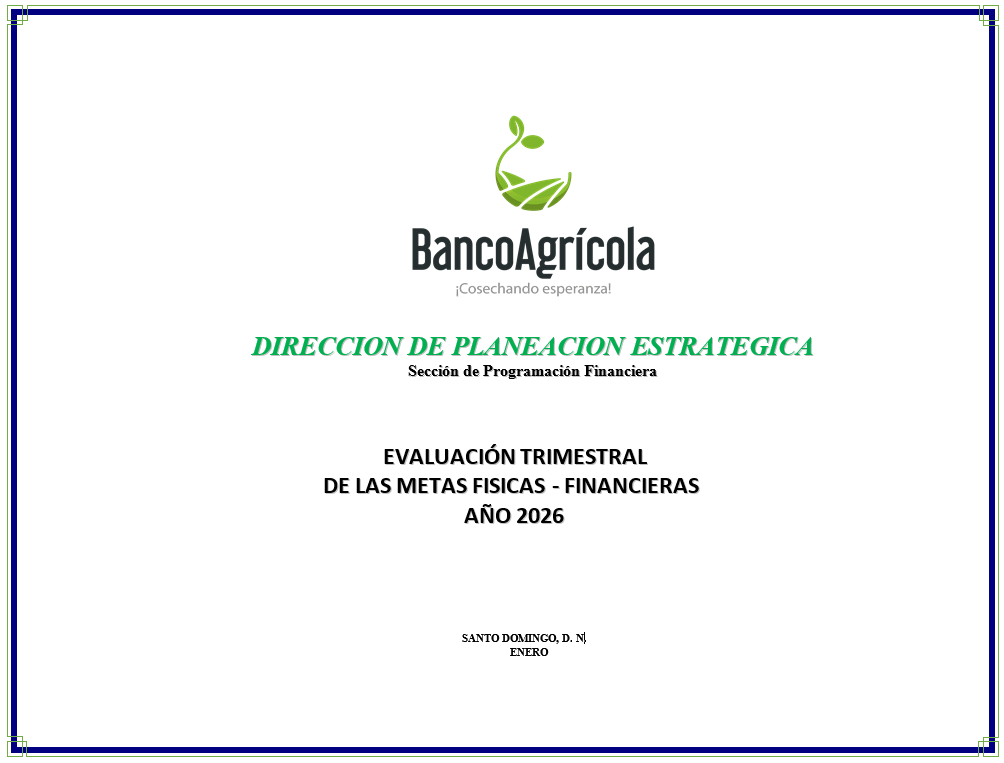 BancoAgrícola
¡Cosechando esperanza!
DIRECCION DE PLANEACION ESTRATEGICA
Sección de Programación Financiera
EVALUACIÓN TRIMESTRAL
DE LAS METAS FISICAS - FINANCIERAS
AÑO 2026
SANTO DOMINGO, D. N.
ENERO